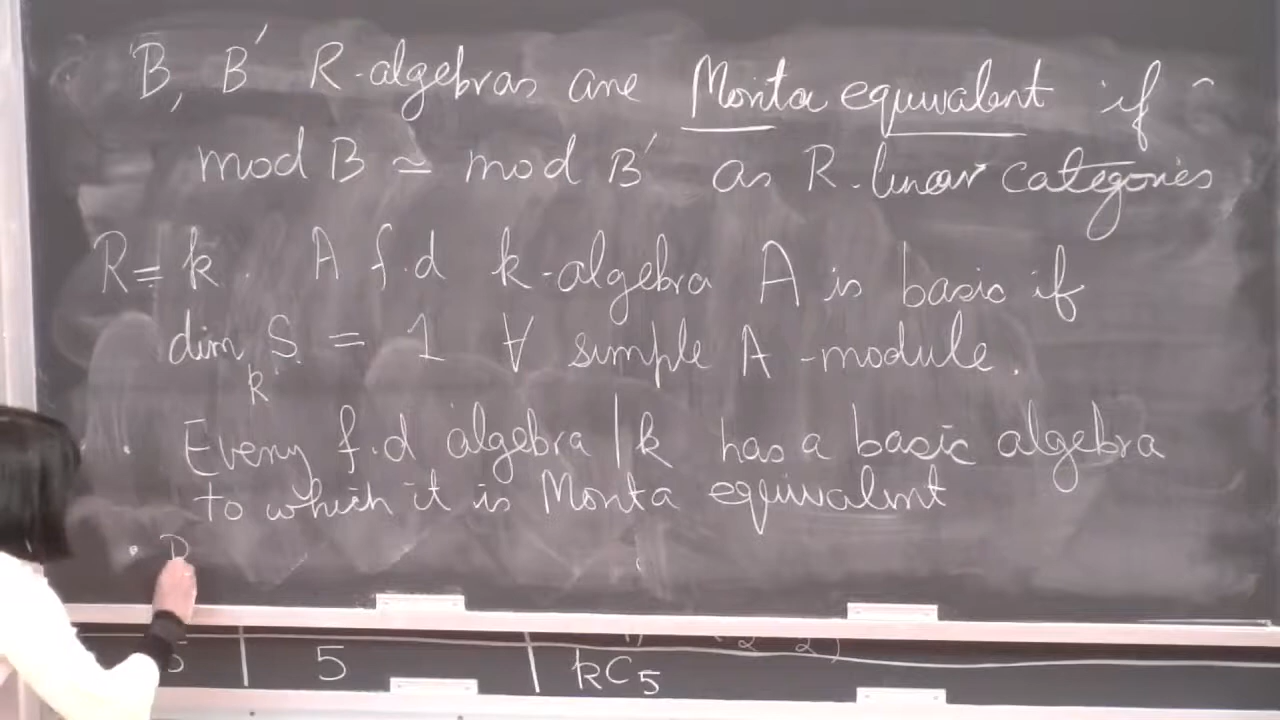 B, B' R-algebras are Morita equivalent if
mod B ≃ mod B' as R-linear categories
R = k. A f.d k-algebra A is basic if
dim_k S = 1 ∀ simple A-module.
Every f.d algebra | k has a basic algebra
to which it is Morita equivalent
5 | 5 | kC_5